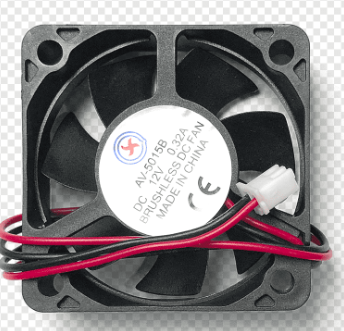 AV-5015B
DC 12V 0.32A
BRUSHLESS DC FAN
MADE IN CHINA
CE